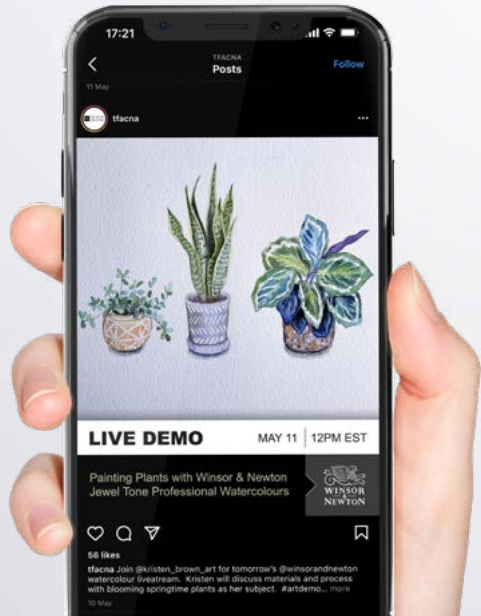 17:21
TFACNA
Posts
Follow
11 May
tfacna
LIVE DEMO
MAY 11 | 12PM EST
Painting Plants with Winsor & Newton
Jewel Tone Professional Watercolours
WINSOR
&
NEWTON
56 likes
tfacna Join @kristen_brown_art for tomorrow's @winsorandnewton
watercolour liveatream. Kristen will discuss materials and process
with blooming springtime plants as her subject. #artdemo... more
10 May